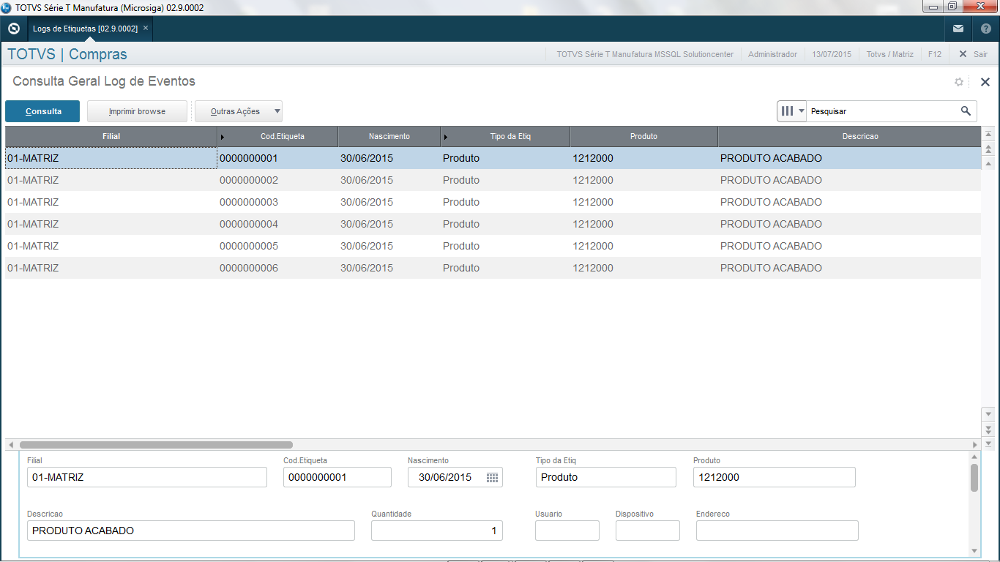 TOTVS Série T Manufatura (Microsiga) 02.9.0002
Logs de Etiquetas [02.9.0002]
TOTVS | Compras
TOTVS Série T Manufatura MSSQL Solutioncenter Administrador 13/07/2015 Totvs / Matriz F12 Sair
Consulta Geral Log de Eventos
Consulta Imprimir browse Outras Ações Pesquisar
Filial Cod.Etiqueta Nascimento Tipo da Etiq Produto Descricao
01-MATRIZ 0000000001 30/06/2015 Produto 1212000 PRODUTO ACABADO
01-MATRIZ 0000000002 30/06/2015 Produto 1212000 PRODUTO ACABADO
01-MATRIZ 0000000003 30/06/2015 Produto 1212000 PRODUTO ACABADO
01-MATRIZ 0000000004 30/06/2015 Produto 1212000 PRODUTO ACABADO
01-MATRIZ 0000000005 30/06/2015 Produto 1212000 PRODUTO ACABADO
01-MATRIZ 0000000006 30/06/2015 Produto 1212000 PRODUTO ACABADO
Filial Cod.Etiqueta Nascimento Tipo da Etiq Produto
01-MATRIZ 0000000001 30/06/2015 Produto 1212000
Descricao Quantidade Usuario Dispositivo Endereco
PRODUTO ACABADO 1